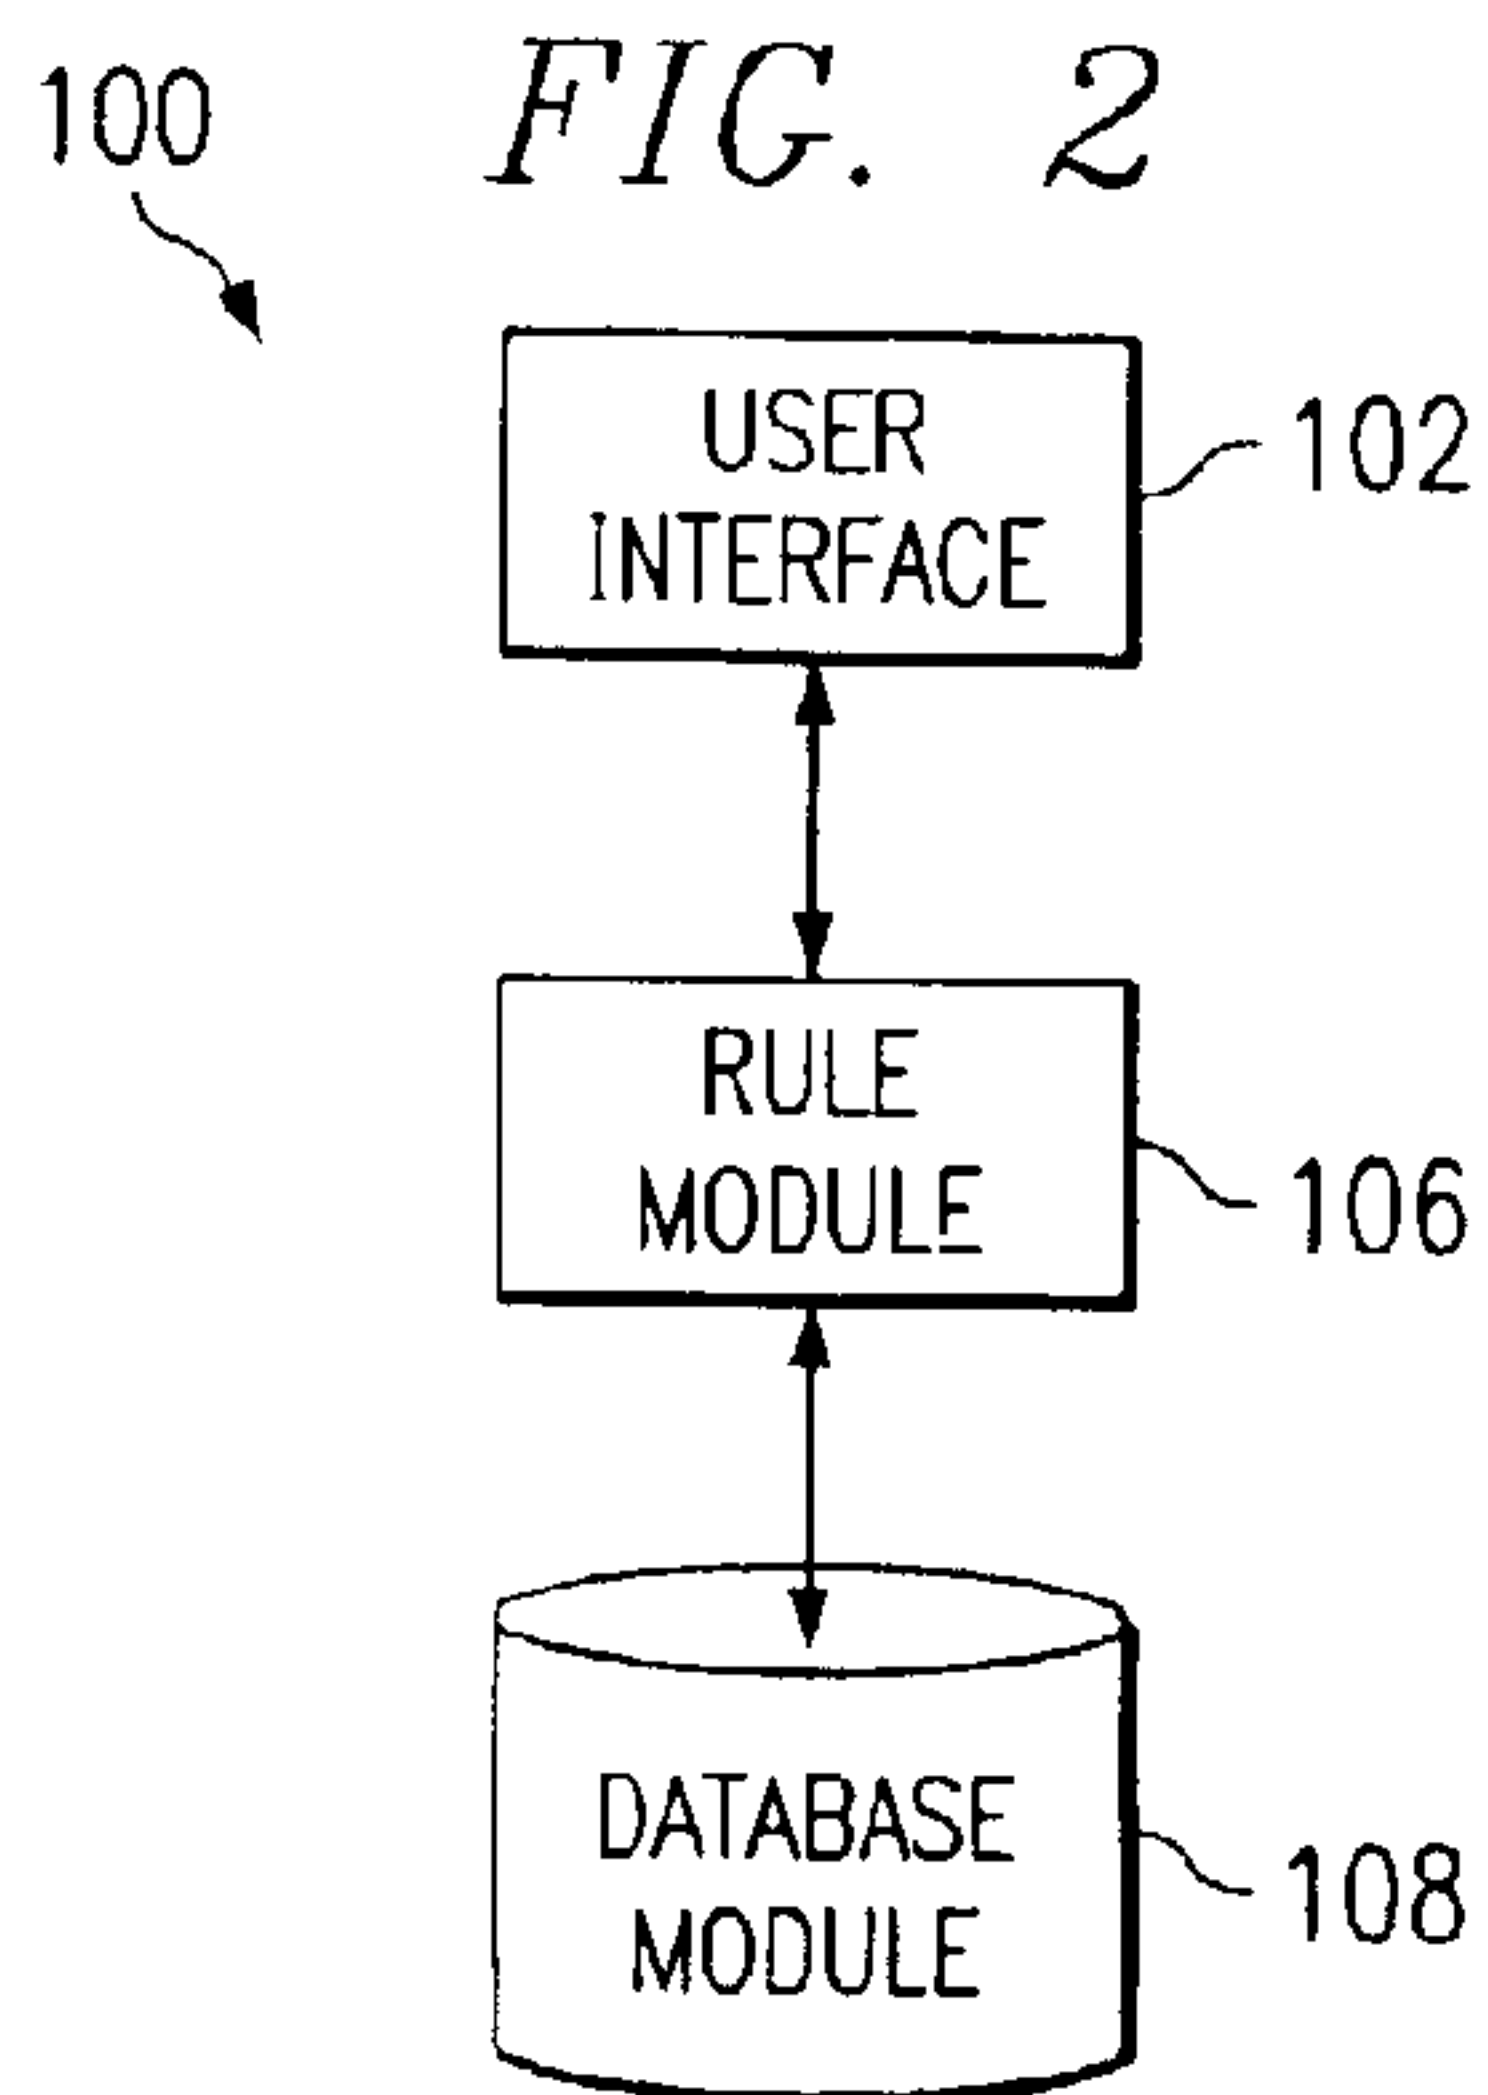 100
FIG. 2
USER
INTERFACE
102
RULE
MODULE
106
DATABASE
MODULE
108